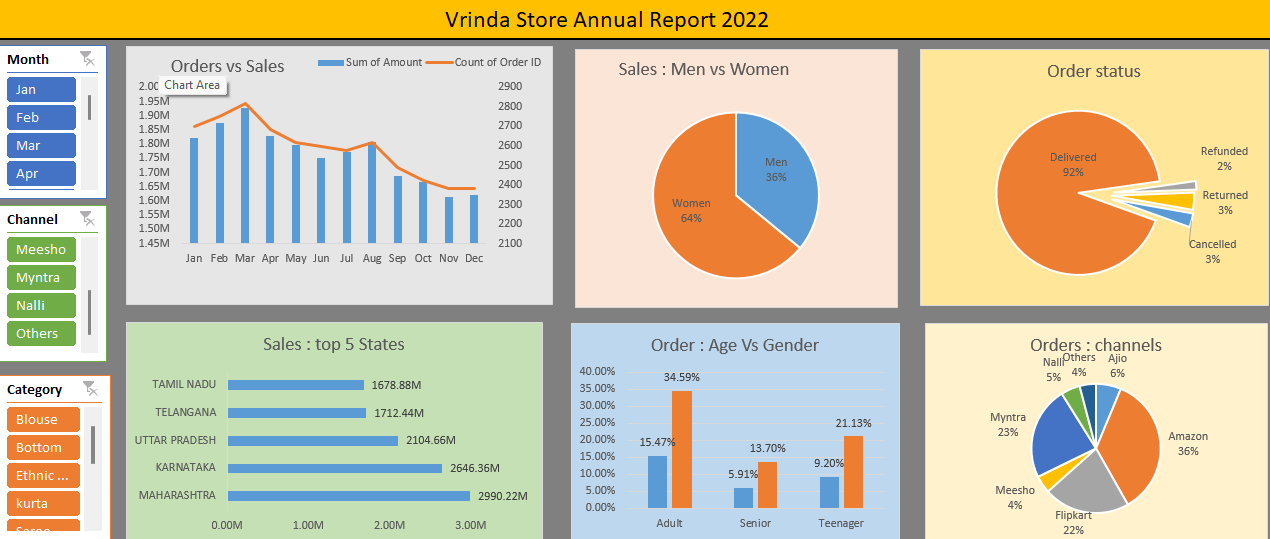 Vrinda Store Annual Report 2022
Month
Jan
Feb
Mar
Apr
Channel
Meesho
Myntra
Nalli
Others
Category
Blouse
Bottom
Ethnic ...
kurta
Saree
Orders vs Sales
Sum of Amount
Count of Order ID
Chart Area
2.00
1.95M
1.90M
1.85M
1.80M
1.75M
1.70M
1.65M
1.60M
1.55M
1.50M
1.45M
2900
2800
2700
2600
2500
2400
2300
2200
2100
Jan Feb Mar Apr May Jun Jul Aug Sep Oct Nov Dec
Sales : Men vs Women
Men
36%
Women
64%
Order status
Delivered
92%
Refunded
2%
Returned
3%
Cancelled
3%
Sales : top 5 States
TAMIL NADU 1678.88M
TELANGANA 1712.44M
UTTAR PRADESH 2104.66M
KARNATAKA 2646.36M
MAHARASHTRA 2990.22M
0.00M 1.00M 2.00M 3.00M
Order : Age Vs Gender
40.00%
35.00%
30.00%
25.00%
20.00%
15.00%
10.00%
5.00%
0.00%
15.47%
34.59%
5.91%
13.70%
9.20%
21.13%
Adult Senior Teenager
Orders : channels
Nalli
5%
Others
4%
Ajio
6%
Myntra
23%
Amazon
36%
Meesho
4%
Flipkart
22%